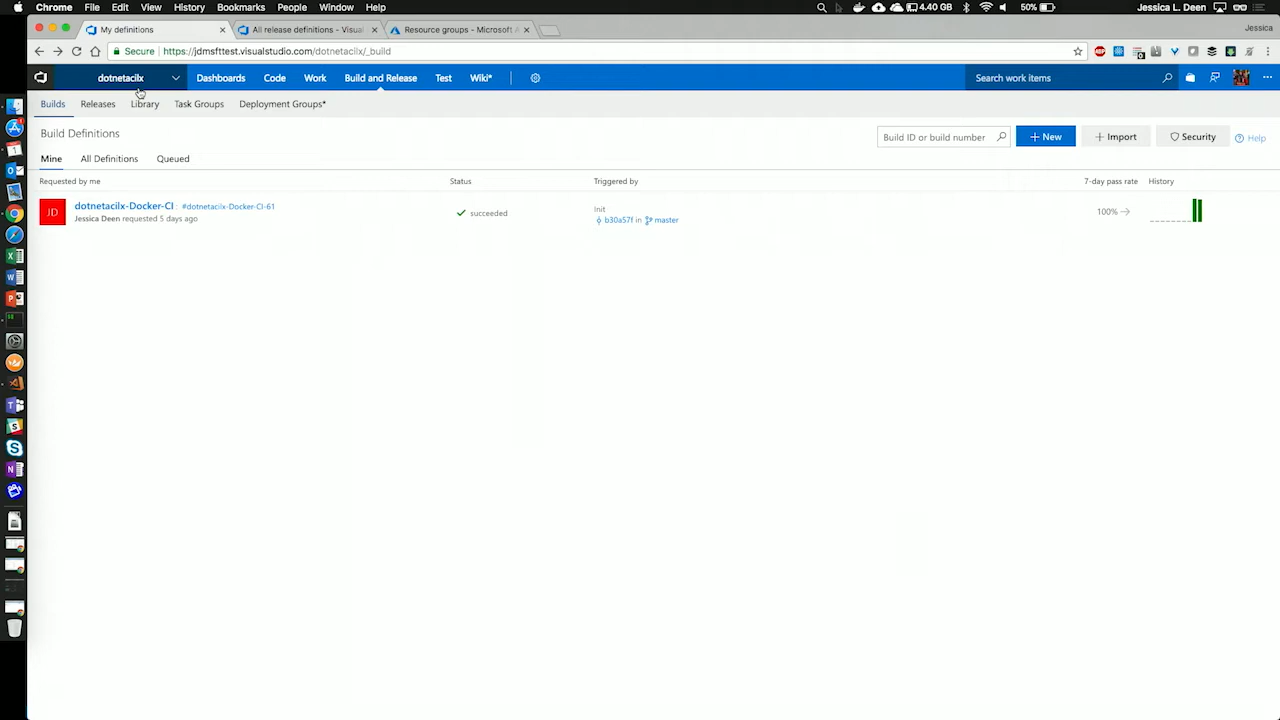 Chrome File Edit View History Bookmarks People Window Help 4.40 GB 50% Jessica L. Deen
My definitions All release definitions - Visual Resource groups - Microsoft A Jessica
Secure https://jdmsfttest.visualstudio.com/dotnetacilx/_build
dotnetacilx Dashboards Code Work Build and Release Test Wiki* Search work items
Builds Releases Library Task Groups Deployment Groups*
Build Definitions Build ID or build number New Import Security Help
Mine All Definitions Queued
Requested by me Status Triggered by 7-day pass rate History
JD dotnetacilx-Docker-CI : #dotnetacilx-Docker-CI-61 succeeded Init 100%
Jessica Deen requested 5 days ago b30a57f in master